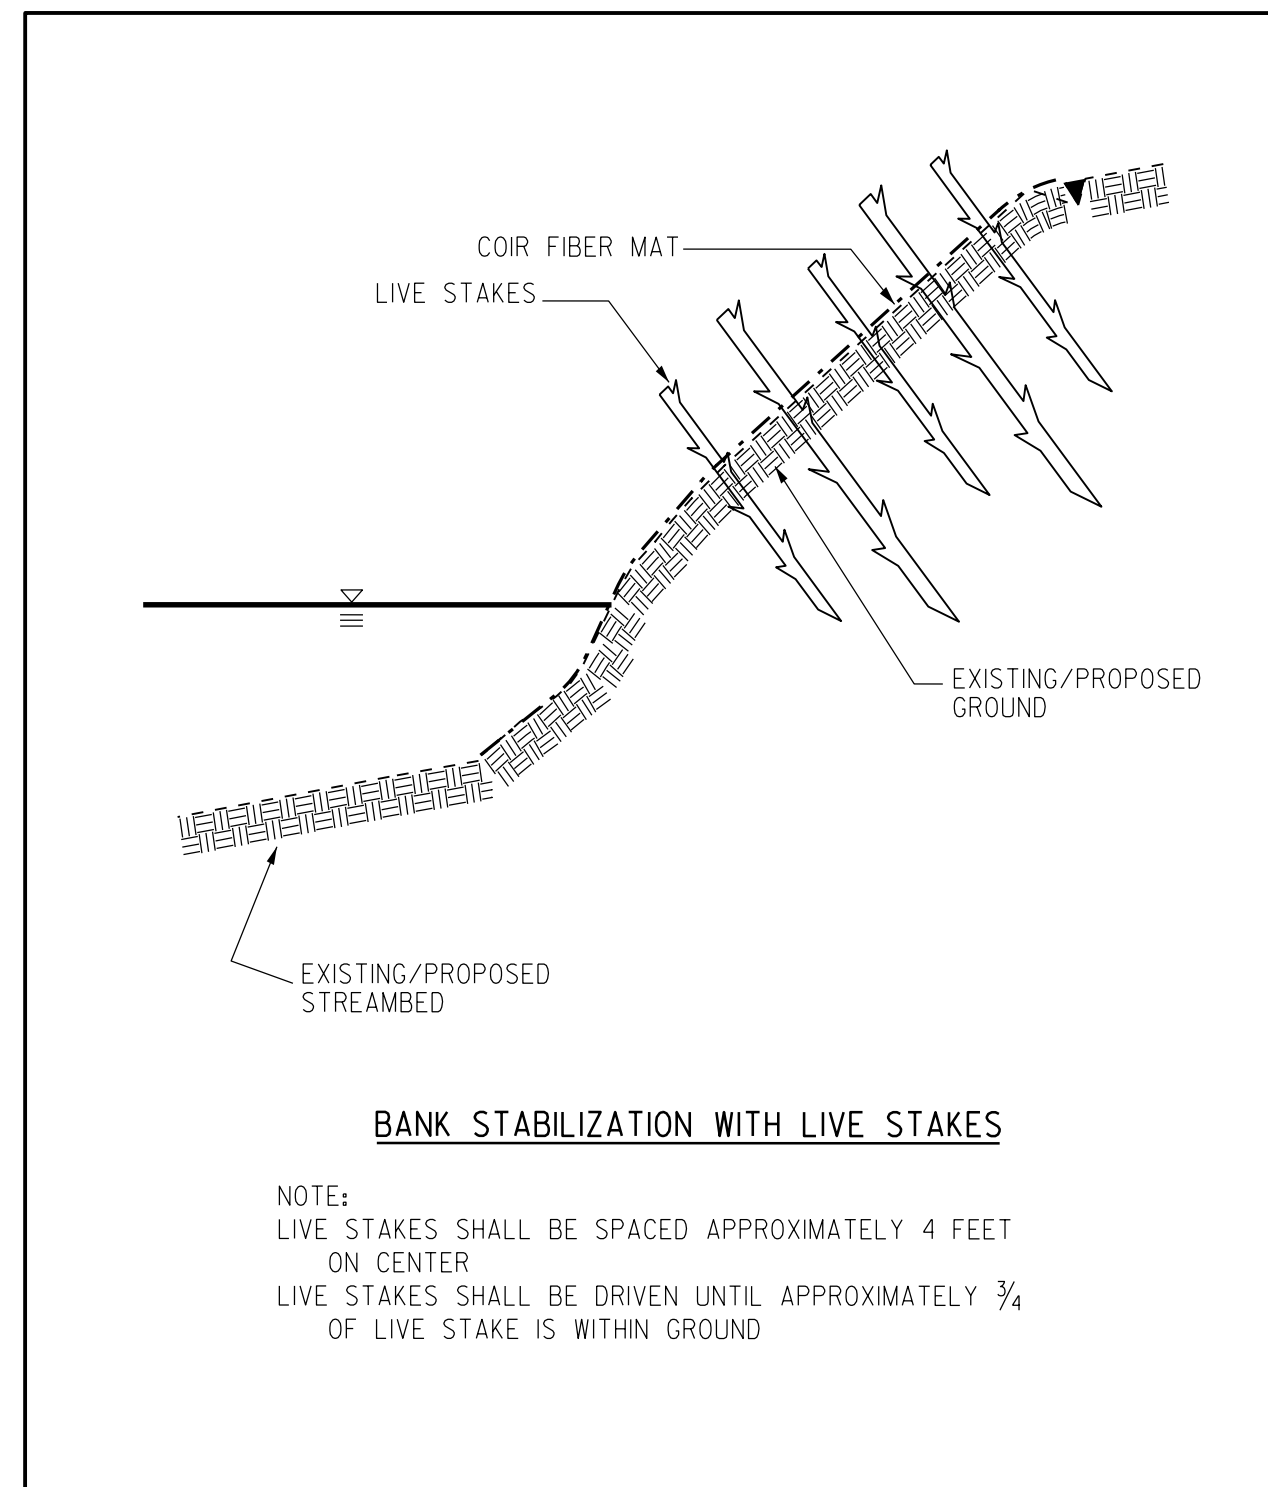 COIR FIBER MAT
LIVE STAKES
EXISTING/PROPOSED
GROUND
EXISTING/PROPOSED
STREAMBED
BANK STABILIZATION WITH LIVE STAKES
NOTE:
LIVE STAKES SHALL BE SPACED APPROXIMATELY 4 FEET
ON CENTER
LIVE STAKES SHALL BE DRIVEN UNTIL APPROXIMATELY ¾
OF LIVE STAKE IS WITHIN GROUND